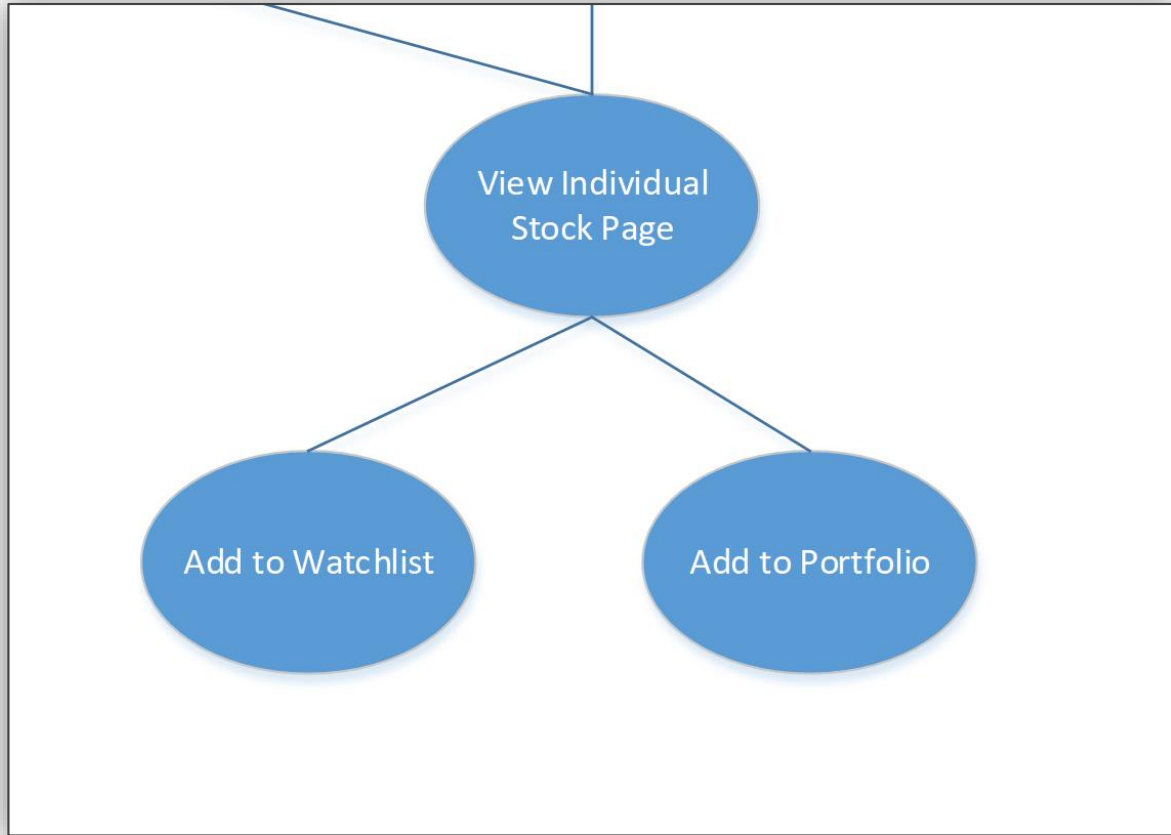 View Individual
Stock Page
Add to Watchlist
Add to Portfolio